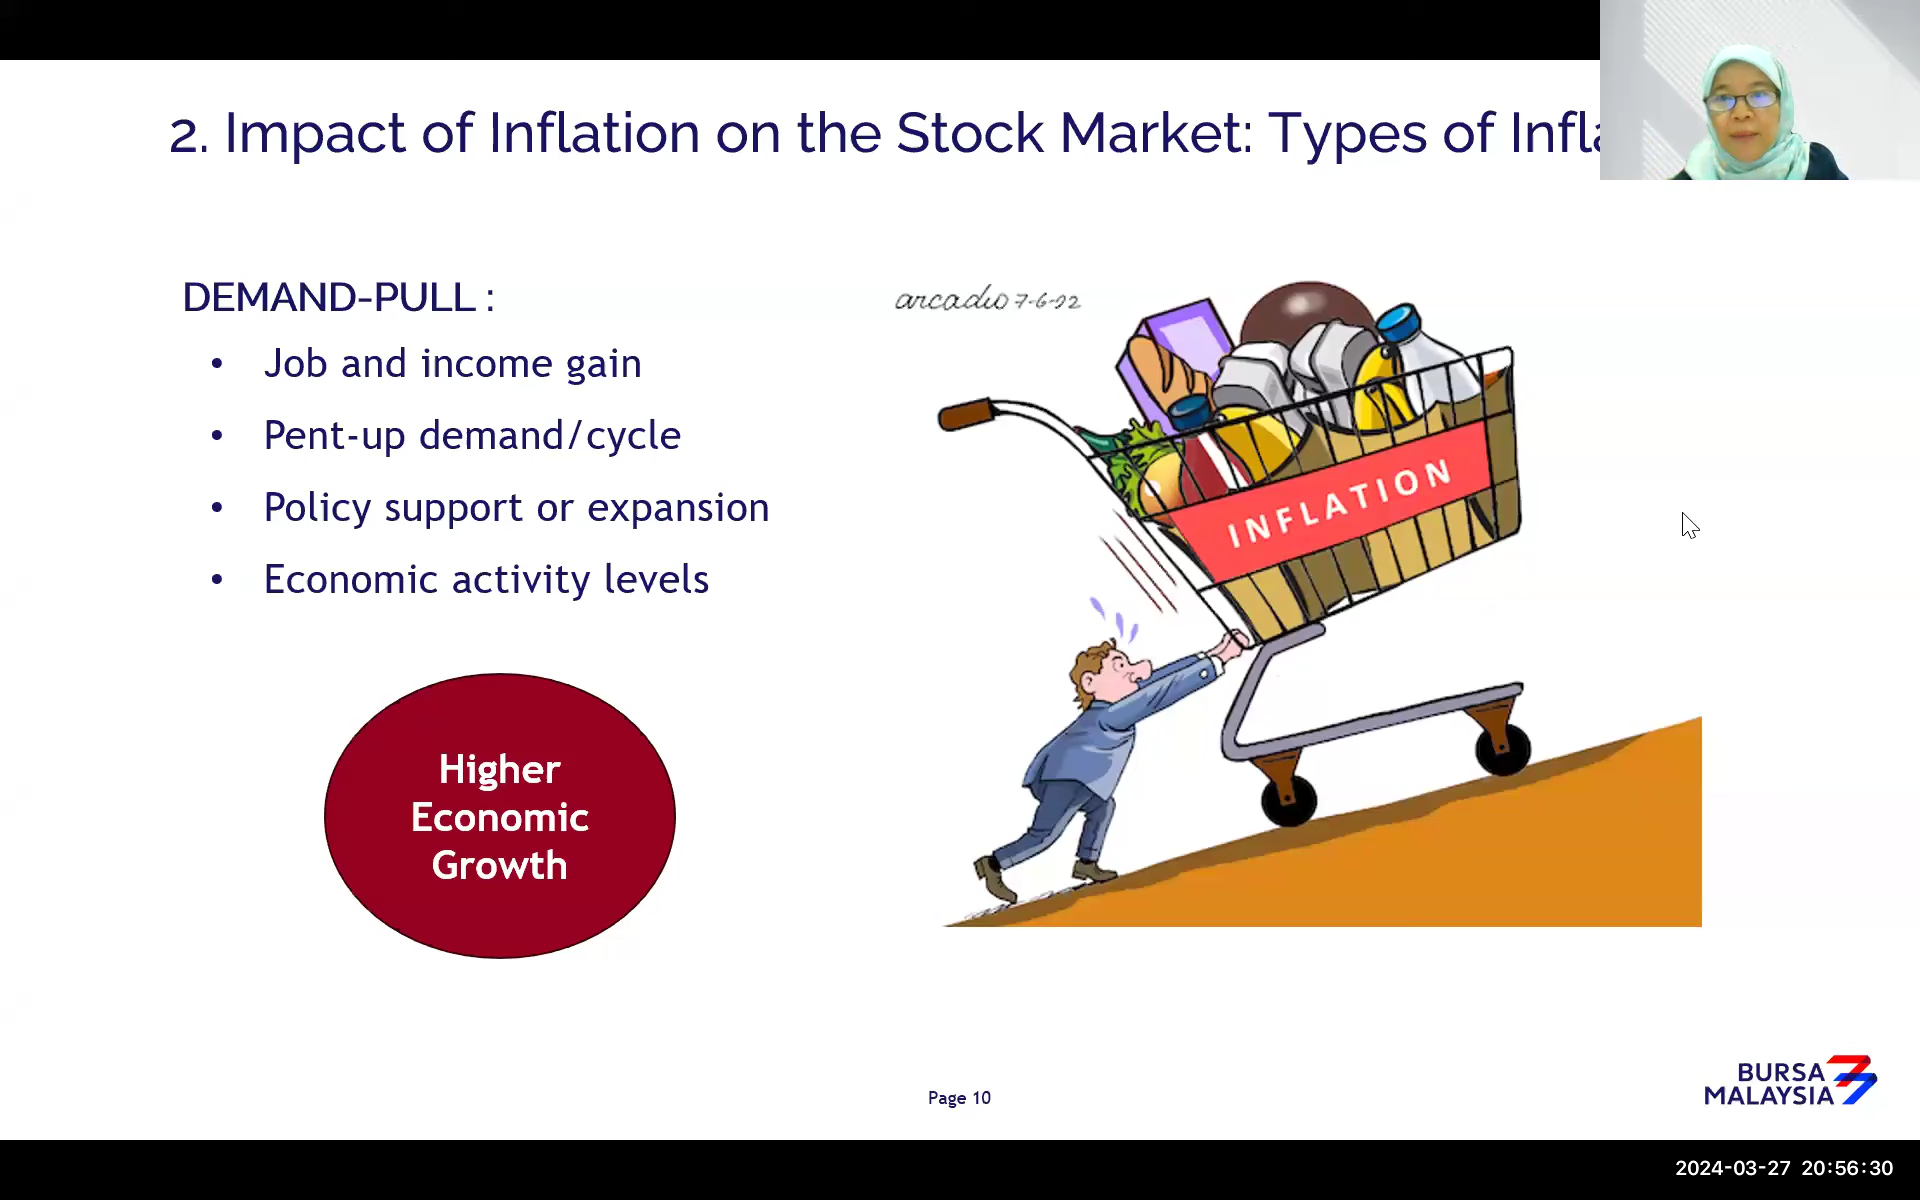 2. Impact of Inflation on the Stock Market: Types of Infla
DEMAND-PULL :
• Job and income gain
• Pent-up demand/cycle
• Policy support or expansion
• Economic activity levels
Higher
Economic
Growth
arcadio 7-6-22
INFLATION
Page 10
BURSA
MALAYSIA
2024-03-27 20:56:30